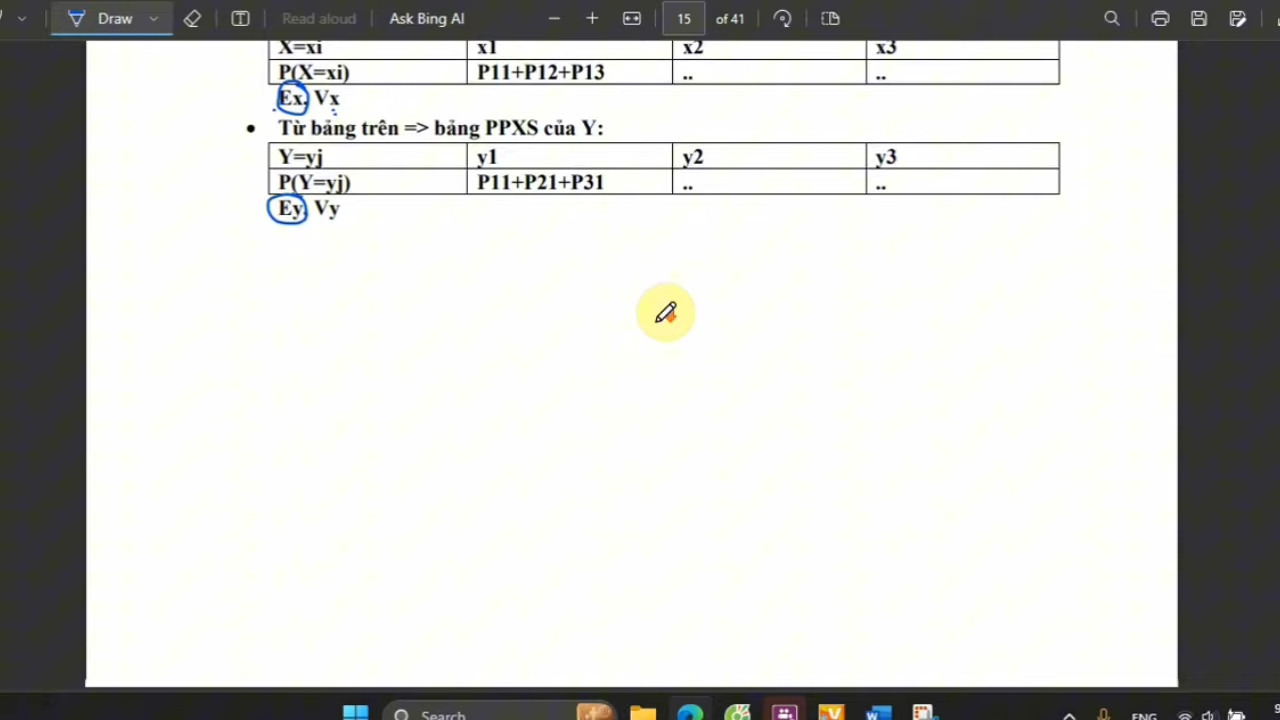 Draw
Read aloud
Ask Bing AI
15 of 41
X=xi x1 x2 x3
P(X=xi) P11+P12+P13 .. ..
Ex, Vx
• Từ bảng trên => bảng PPXS của Y:
Y=yj y1 y2 y3
P(Y=yj) P11+P21+P31 .. ..
Ey, Vy
Search
ENG